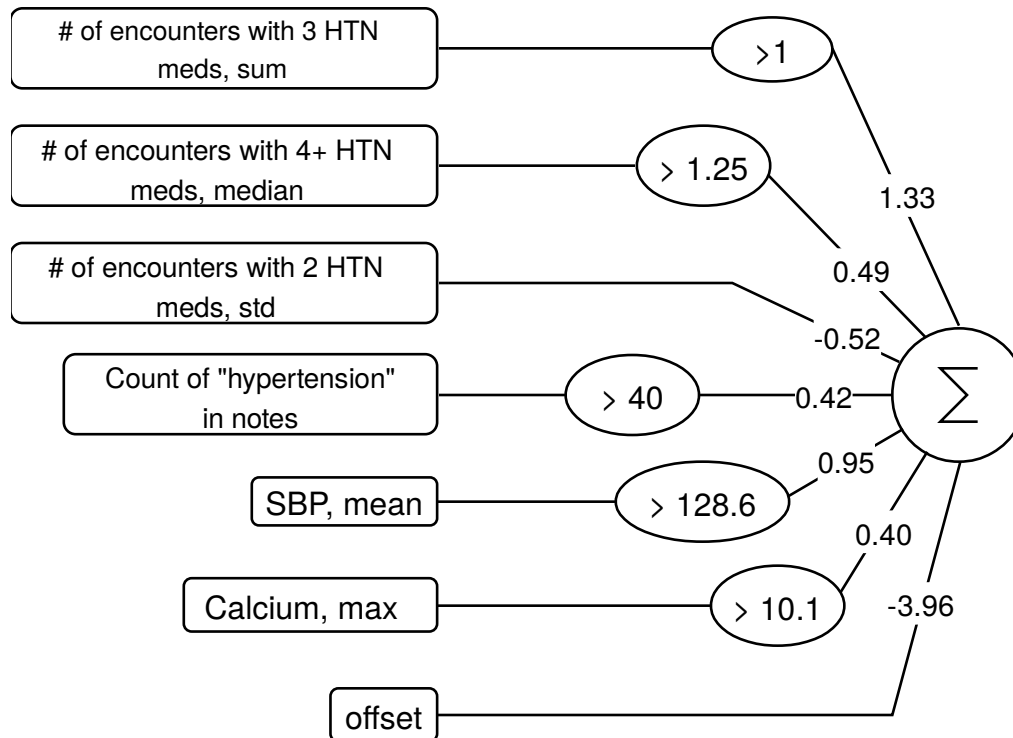 # of encounters with 3 HTN
meds, sum
>1
1.33
# of encounters with 4+ HTN
meds, median
> 1.25
0.49
# of encounters with 2 HTN
meds, std
-0.52
Count of "hypertension"
in notes
> 40
0.42
∑
SBP, mean
> 128.6
0.95
Calcium, max
> 10.1
0.40
offset
-3.96